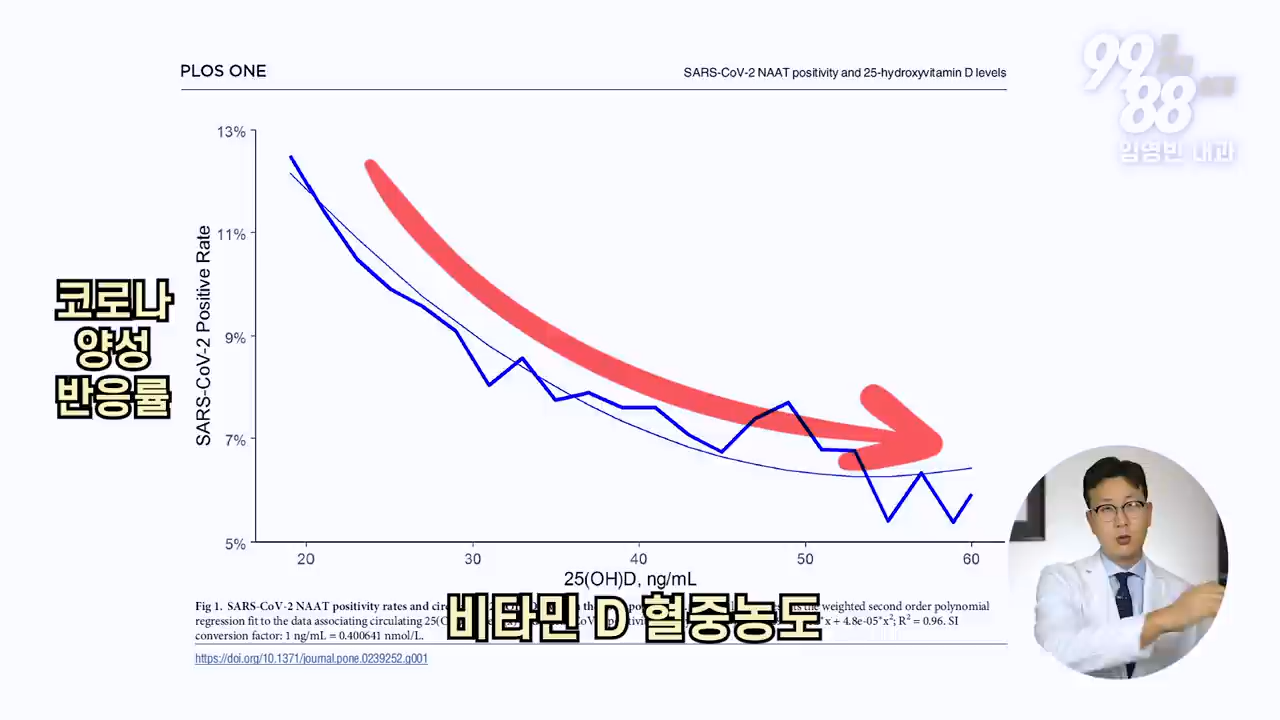 PLOS ONE
SARS-CoV-2 NAAT positivity and 25-hydroxyvitamin D levels
99
88
임영빈 내과
13%
11%
9%
7%
5%
SARS-CoV-2 Positive Rate
코로나
양성
반응률
20 30 40 50 60
25(OH)D, ng/mL
비타민 D 혈중농도
Fig 1. SARS-CoV-2 NAAT positivity rates and the weighted second order polynomial
regression fit to the data associating circulating x + 4.8e-05*x²; R² = 0.96. SI
conversion factor: 1 ng/mL = 0.400641 nmol/L.
https://doi.org/10.1371/journal.pone.0239252.g001